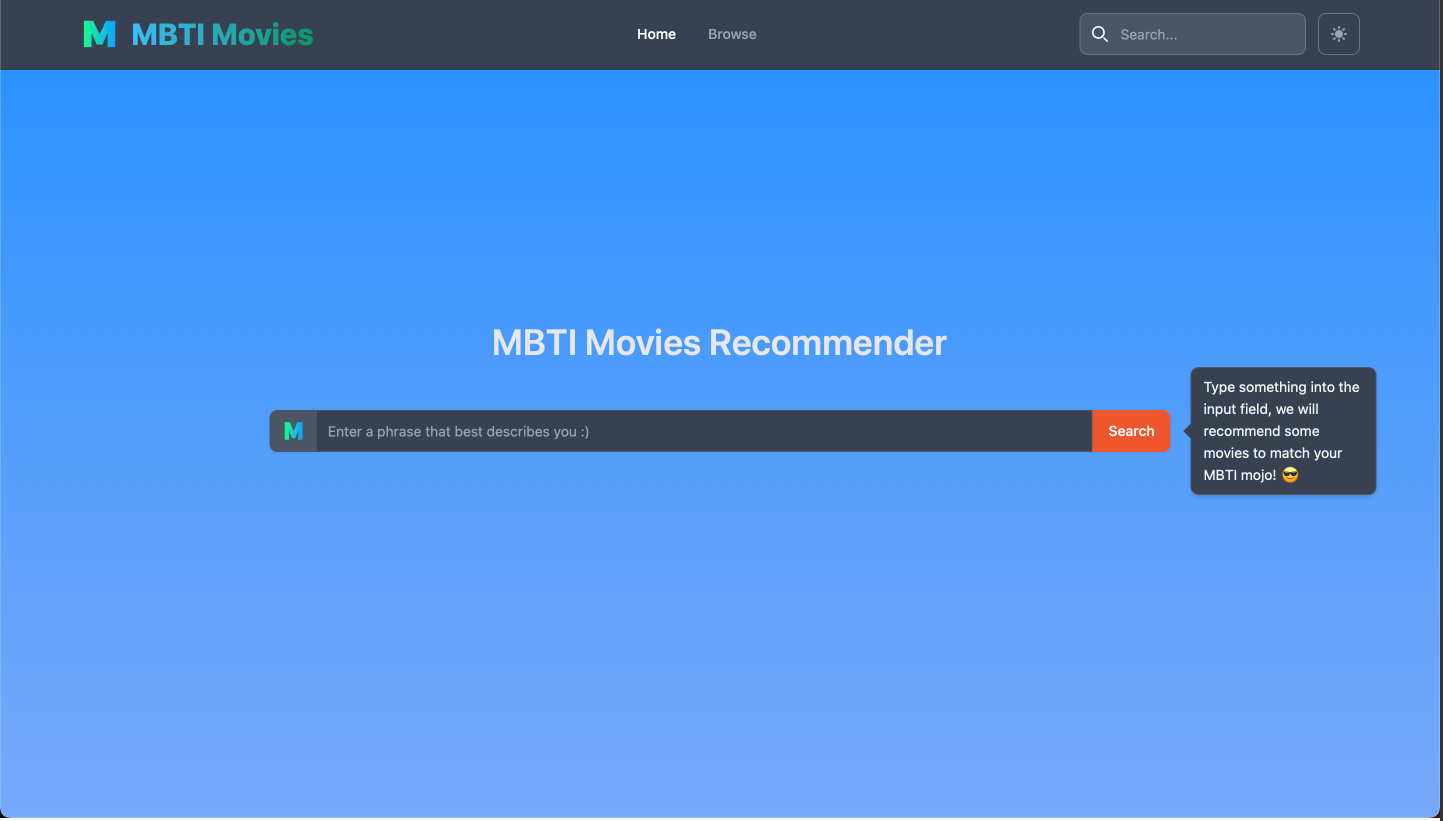 M MBTI Movies
Home
Browse
Search...
MBTI Movies Recommender
M
Enter a phrase that best describes you :)
Search
Type something into the
input field, we will
recommend some
movies to match your
MBTI mojo! 😎